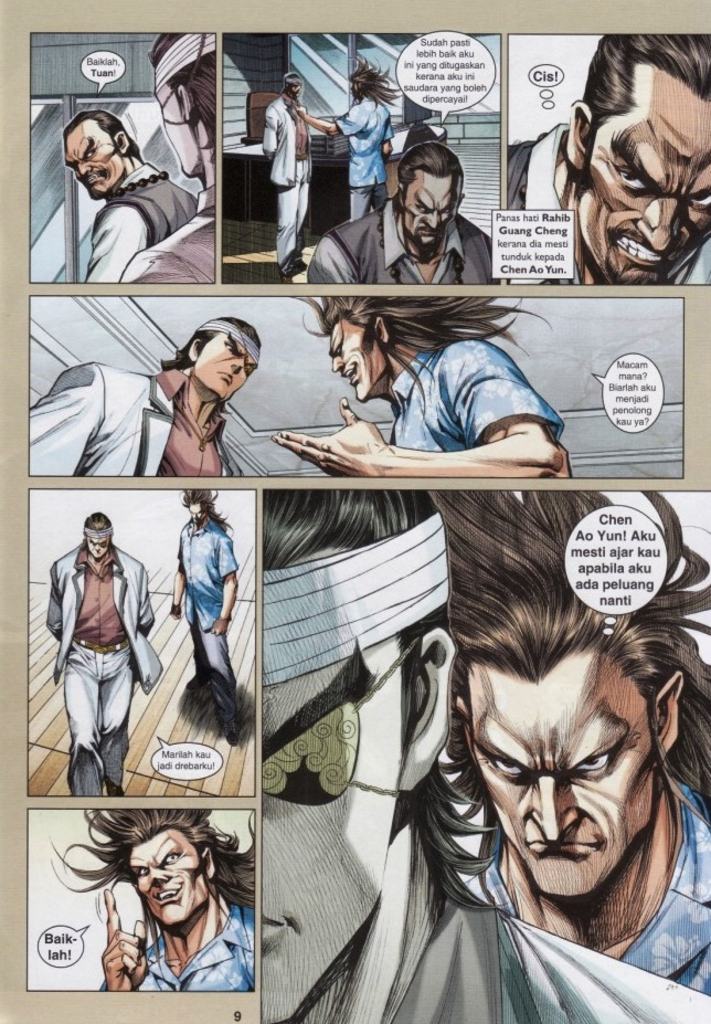 Baiklah,
Tuan!
Sudah pasti
lebih baik aku
ini yang ditugaskan
kerana aku ini
saudara yang boleh
dipercayai!
Cis!
Panas hati Rahib
Guang Cheng
kerana dia mesti
tunduk kepada
Chen Ao Yun.
Macam
mana?
Biarlah aku
menjadi
penolong
kau ya?
Marilah kau
jadi drebarku!
Chen
Ao Yun! Aku
mesti ajar kau
apabila aku
ada peluang
nanti
Baik-
lah!
9